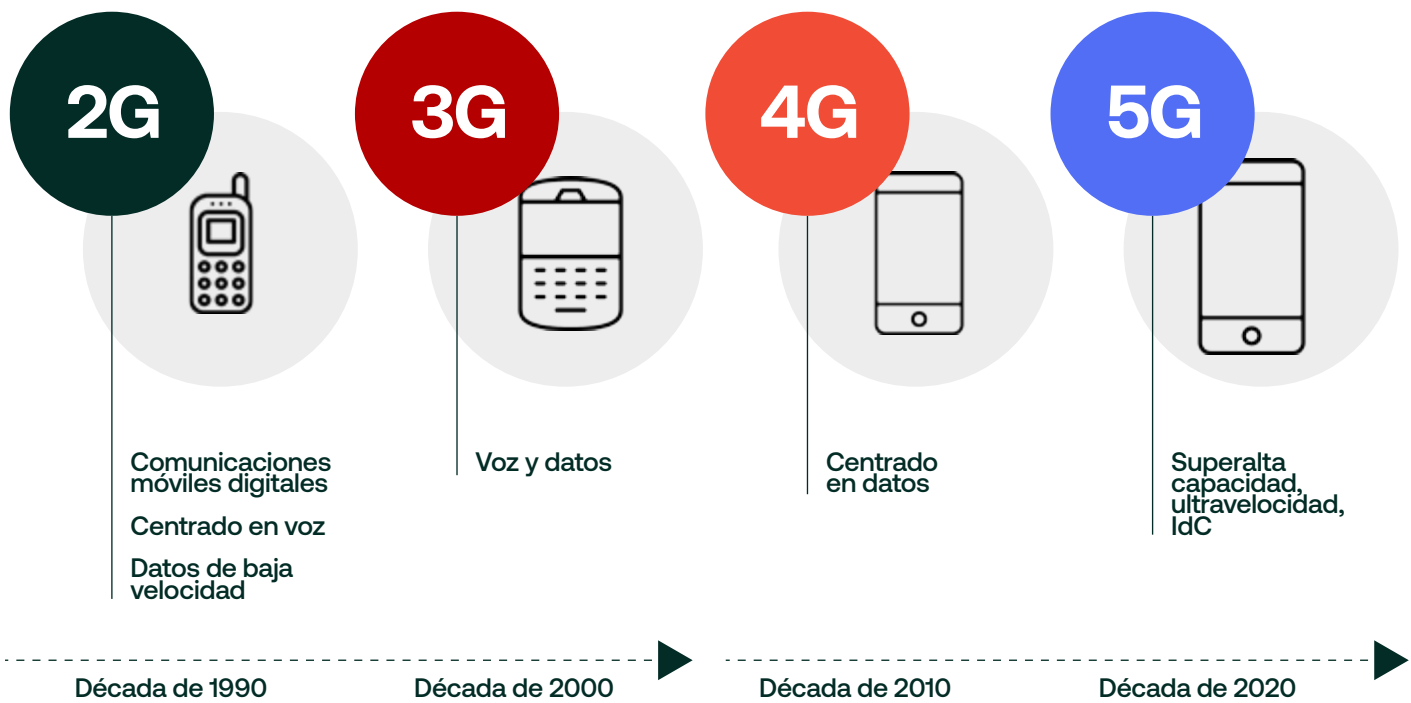 2G
3G
4G
5G
Comunicaciones
móviles digitales
Centrado en voz
Datos de baja
velocidad
Voz y datos
Centrado
en datos
Superalta
capacidad,
ultravelocidad,
IdC
Década de 1990
Década de 2000
Década de 2010
Década de 2020